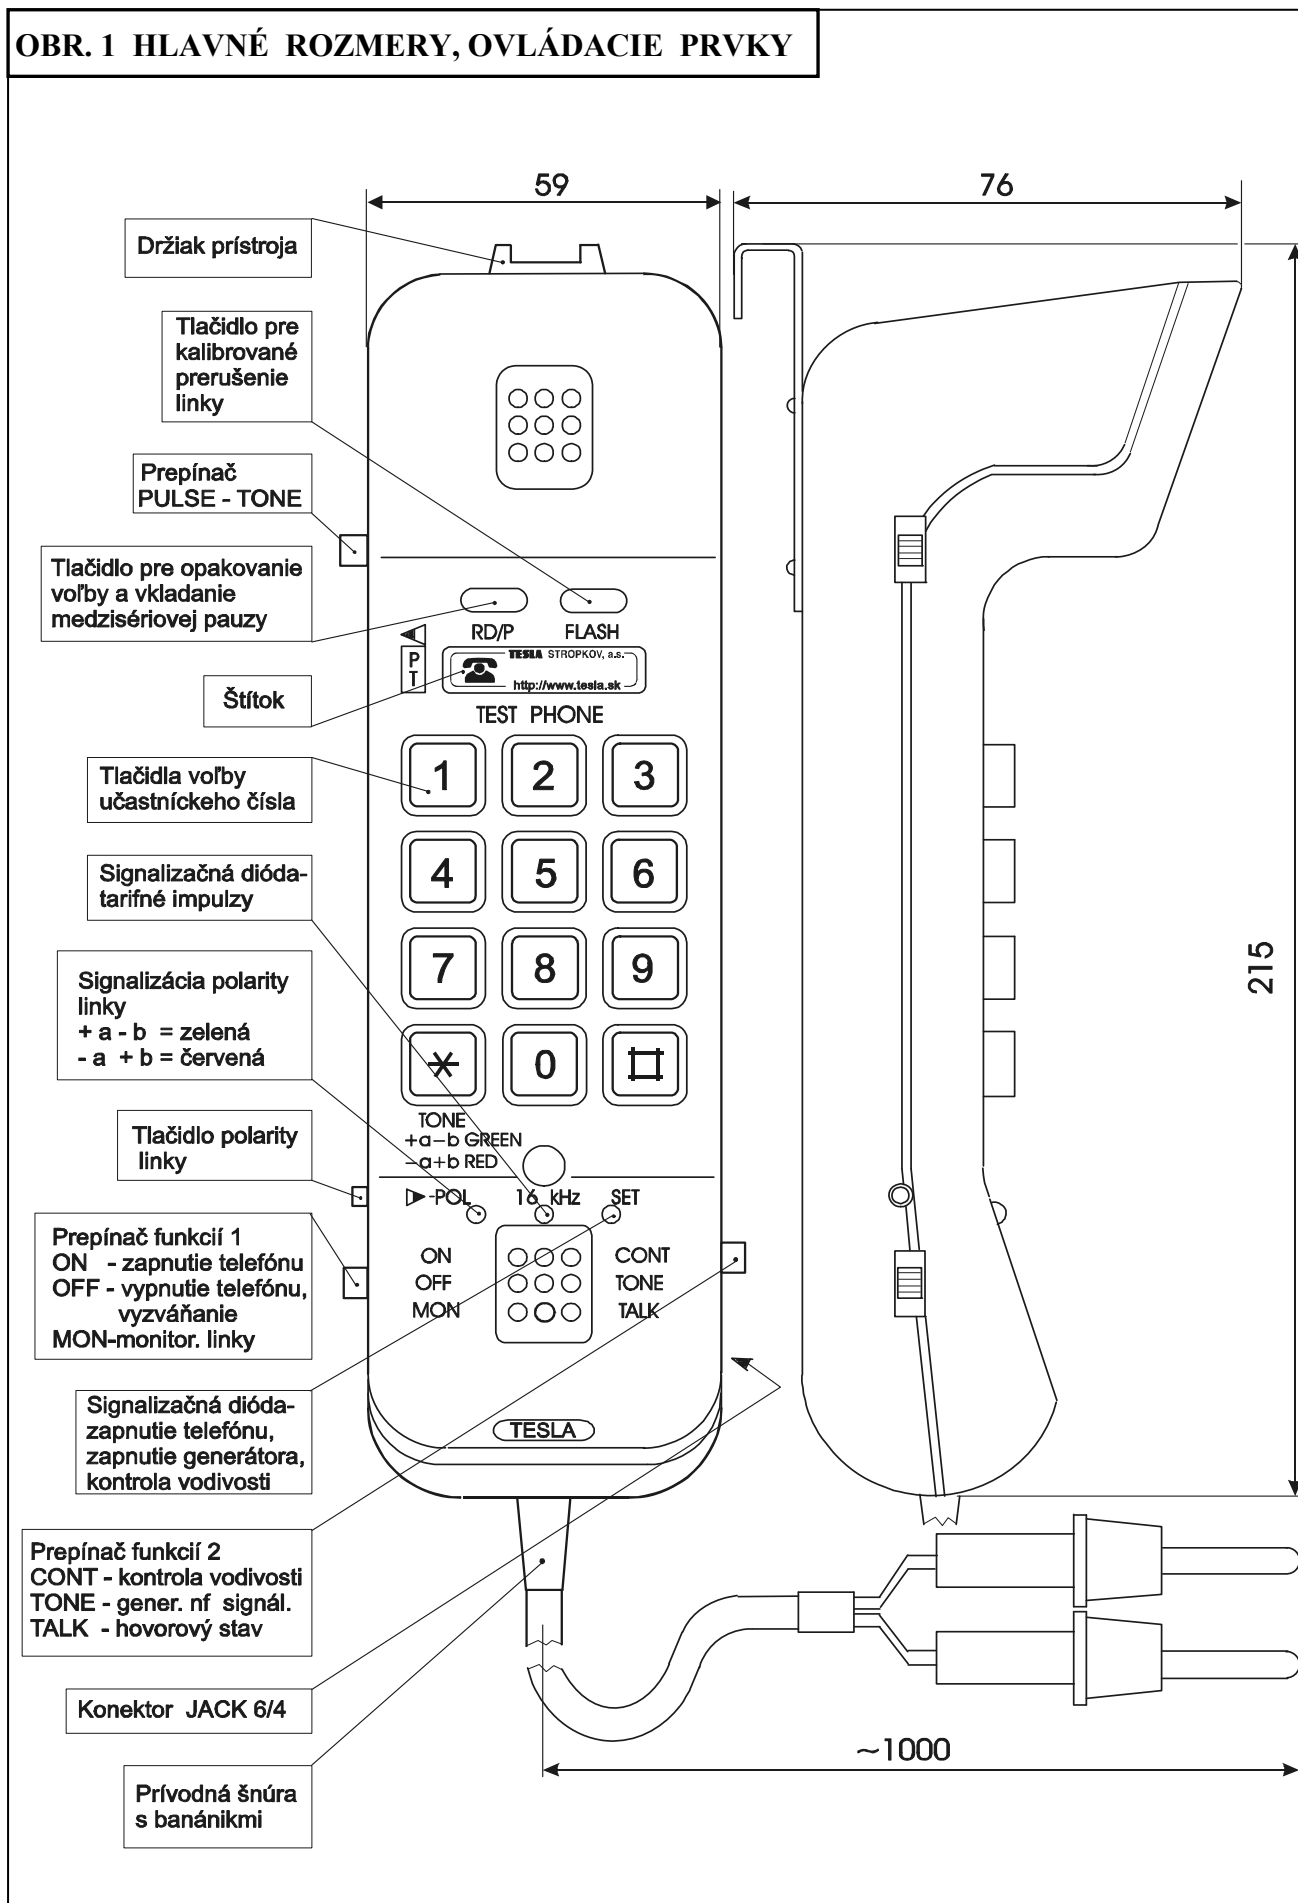 OBR. 1 HLAVNÉ ROZMERY, OVLÁDACIE PRVKY
59
76
215
~1000
Držiak prístroja
Tlačidlo pre
kalibrované
prerušenie
linky
Prepínač
PULSE - TONE
Tlačidlo pre opakovanie
voľby a vkladanie
medzisériovej pauzy
Štítok
Tlačidla voľby
učastníckeho čísla
Signalizačná dióda-
tarifné impulzy
Signalizácia polarity
linky
+ a - b = zelená
- a + b = červená
Tlačidlo polarity
linky
Prepínač funkcií 1
ON - zapnutie telefónu
OFF - vypnutie telefónu,
vyzváňanie
MON-monitor. linky
Signalizačná dióda-
zapnutie telefónu,
zapnutie generátora,
kontrola vodivosti
Prepínač funkcií 2
CONT - kontrola vodivosti
TONE - gener. nf signál.
TALK - hovorový stav
Konektor JACK 6/4
Prívodná šnúra
s banánikmi
RD/P FLASH
P
T
TESLA STROPKOV, a.s.
http://www.tesla.sk
TEST PHONE
1 2 3
4 5 6
7 8 9
* 0 #
TONE
+a-b GREEN
-a+b RED
-POL 16 kHz SET
ON CONT
OFF TONE
MON TALK
TESLA